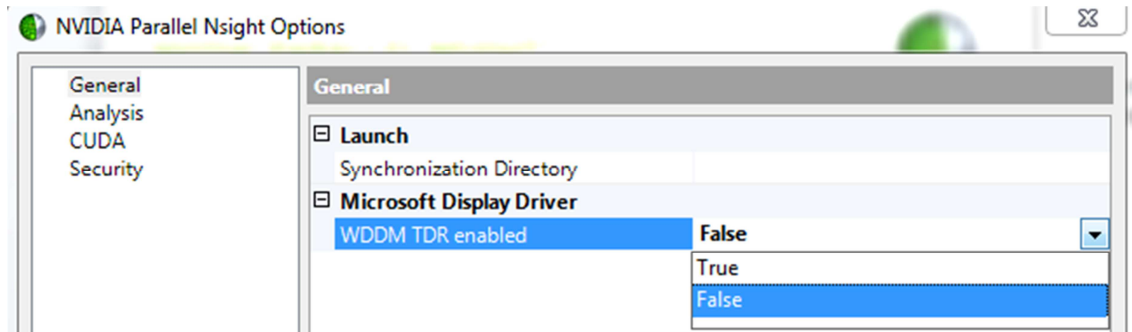 NVIDIA Parallel Nsight Options
General
Analysis
CUDA
Security
General
Launch
Synchronization Directory
Microsoft Display Driver
WDDM TDR enabled False
True
False